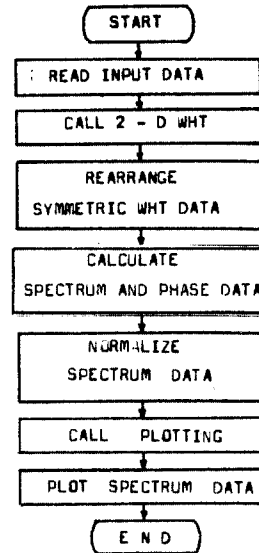 START
READ INPUT DATA
CALL 2 - D WHT
REARRANGE
SYMMETRIC WHT DATA
CALCULATE
SPECTRUM AND PHASE DATA
NORMALIZE
SPECTRUM DATA
CALL PLOTTING
PLOT SPECTRUM DATA
E N D